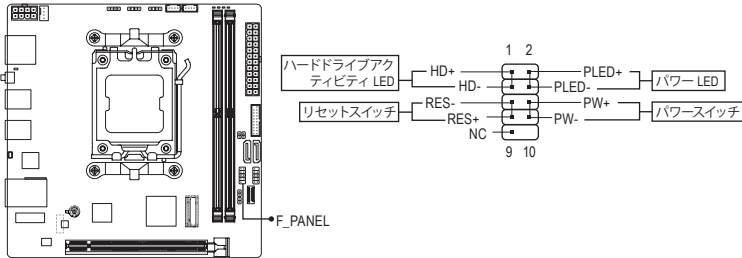 F_PANEL
1 2
ハードドライブアク
ティビティ LED
HD+
HD-
PLED+
PLED-
パワー LED
リセットスイッチ
RES-
RES+
PW+
PW-
パワースイッチ
NC
9 10